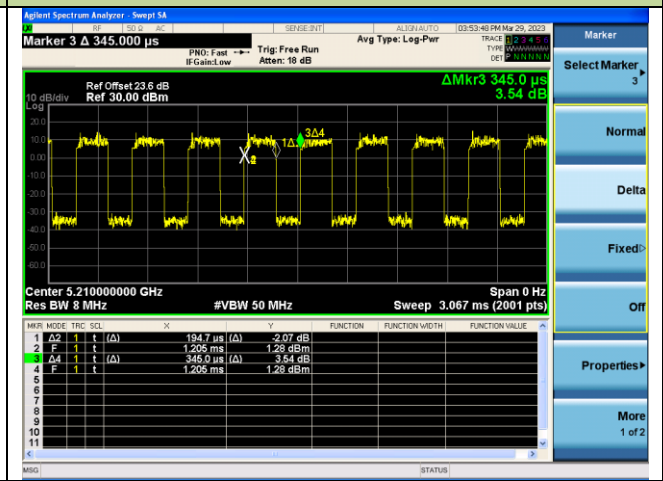 Agilent Spectrum Analyzer - Swept SA
RF 50 Ω AC SENSE:INT ALIGNAUTO 03:53:48 PM Mar 29, 2023
Marker 3 Δ 345.000 µs
PNO: Fast
IFGain:Low
Trig: Free Run
Atten: 18 dB
Avg Type: Log-Pwr
TRACE 1 2 3 4 5 6
TYPE
DET P N N N N N
Marker
Select Marker
3
Normal
Delta
Fixed
Off
Properties
More
1 of 2
Ref Offset 23.6 dB
Ref 30.00 dBm
10 dB/div
Log
ΔMkr3 345.0 µs
3.54 dB
20.0
10.0
0.00
-10.0
-20.0
-30.0
-40.0
-50.0
-60.0
3Δ4
Center 5.210000000 GHz Span 0 Hz
Res BW 8 MHz #VBW 50 MHz Sweep 3.067 ms (2001 pts)
MKR MODE TRC SCL X Y FUNCTION FUNCTION WIDTH FUNCTION VALUE
1 Δ2 1 t (Δ) 194.7 µs (Δ) -2.07 dB
2 F 1 t 1.205 ms 1.28 dBm
3 Δ4 1 t (Δ) 345.0 µs (Δ) 3.54 dB
4 F 1 t 1.205 ms 1.28 dBm
5
6
7
8
9
10
11
MSG STATUS